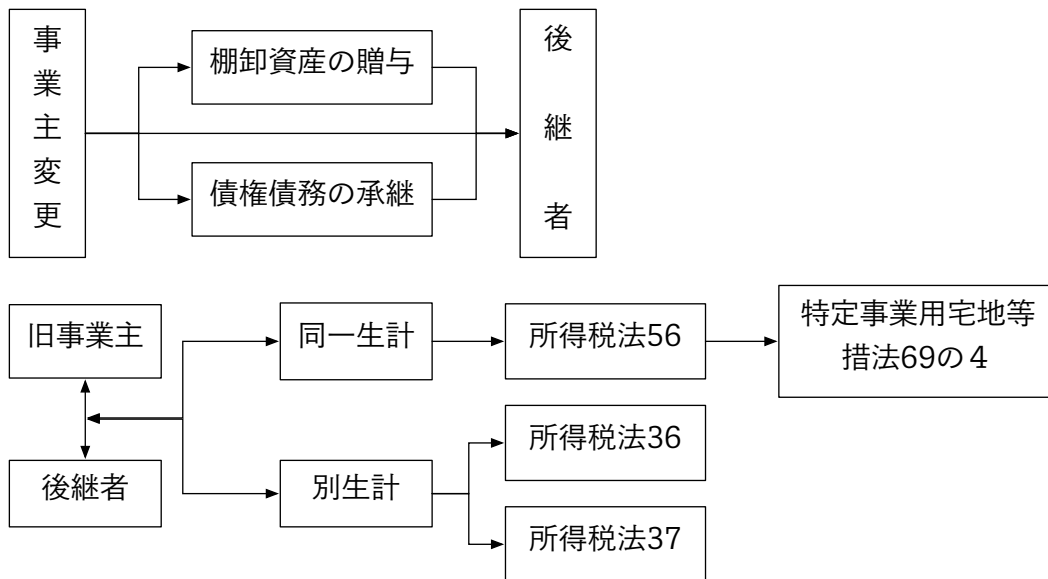 事業主変更
棚卸資産の贈与
債権債務の承継
後継者
旧事業主
後継者
同一生計
別生計
所得税法56
所得税法36
所得税法37
特定事業用宅地等
措法69の４